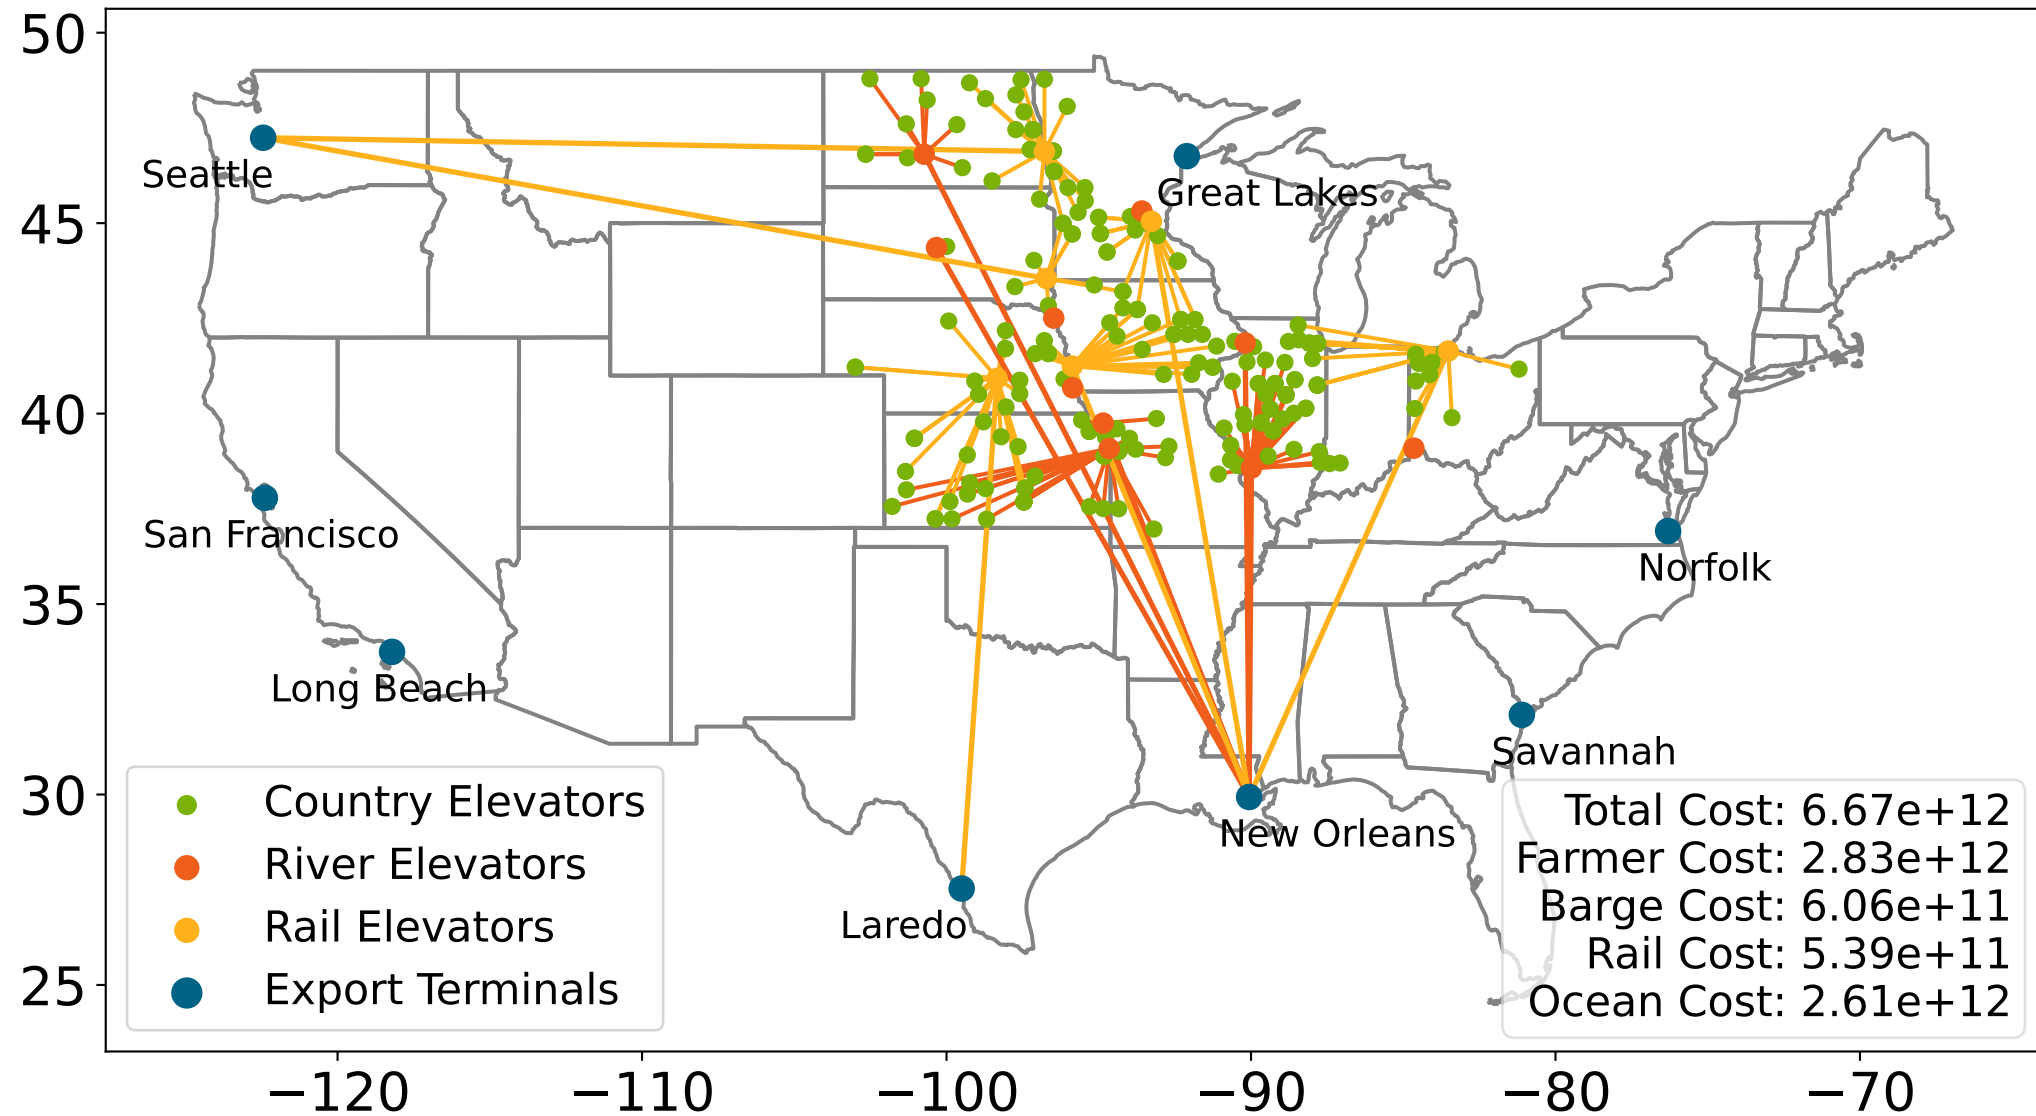 50
45
40
35
30
25
−120
−110
−100
−90
−80
−70
Seattle
Great Lakes
San Francisco
Norfolk
Long Beach
Savannah
New Orleans
Laredo
Country Elevators
River Elevators
Rail Elevators
Export Terminals
Total Cost: 6.67e+12
Farmer Cost: 2.83e+12
Barge Cost: 6.06e+11
Rail Cost: 5.39e+11
Ocean Cost: 2.61e+12